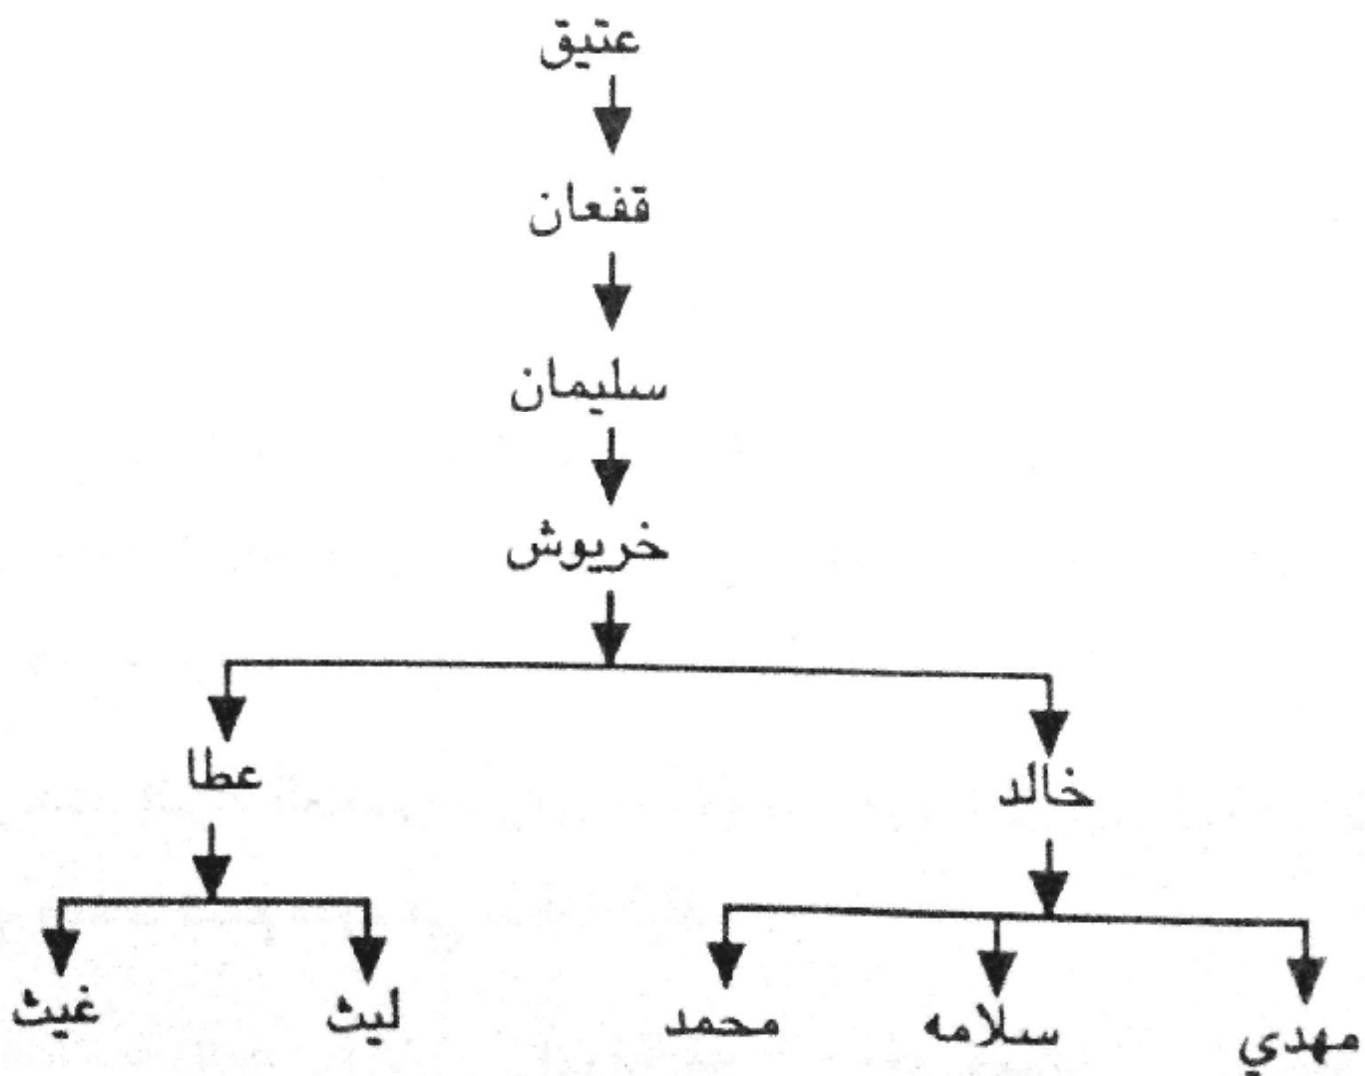 عتيق
قفعان
سليمان
خريوش
خالد
عطا
مهدي
سلامه
محمد
ليث
غيث